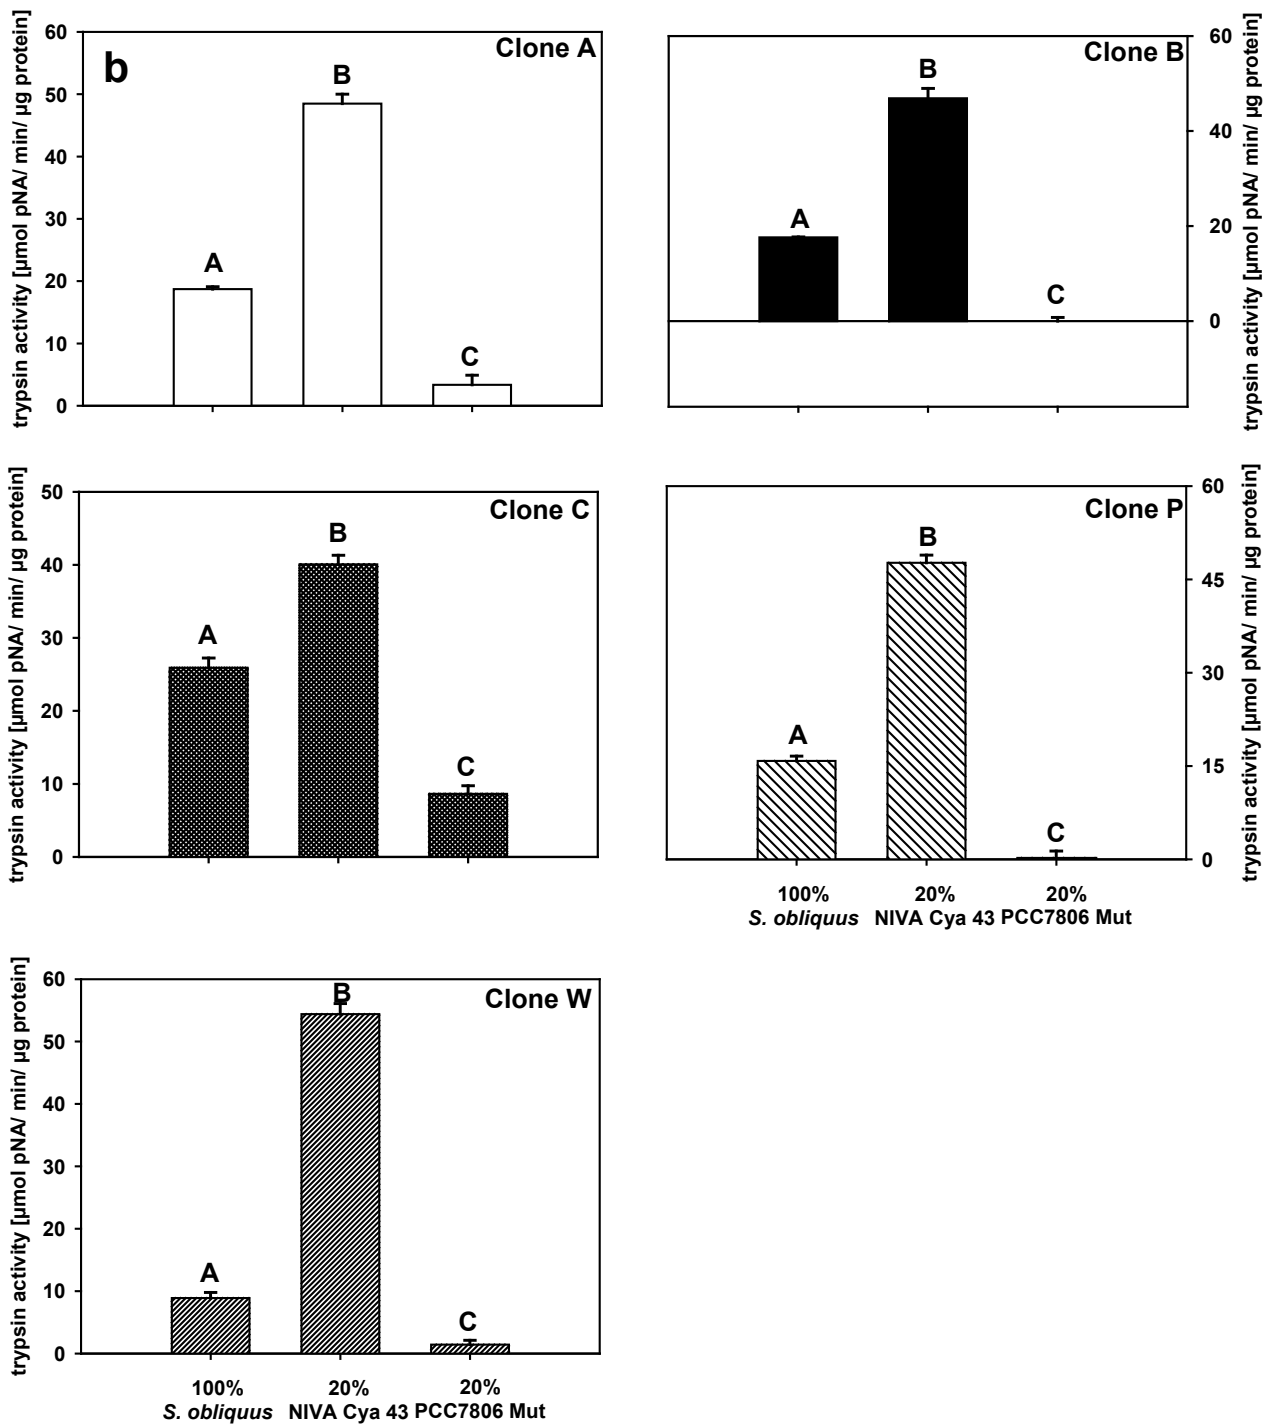 trypsin activity [µmol pNA/ min/ µg protein]
60
50
40
30
20
10
0
b
Clone A
A
B
C
Clone B
A
B
C
60
40
20
0
trypsin activity [µmol pNA/ min/ µg protein]
trypsin activity [µmol pNA/ min/ µg protein]
50
40
30
20
10
0
Clone C
A
B
C
Clone P
A
B
C
60
45
30
15
0
trypsin activity [µmol pNA/ min/ µg protein]
100% 20% 20%
S. obliquus NIVA Cya 43 PCC7806 Mut
trypsin activity [µmol pNA/ min/ µg protein]
60
50
40
30
20
10
0
Clone W
A
B
C
100% 20% 20%
S. obliquus NIVA Cya 43 PCC7806 Mut